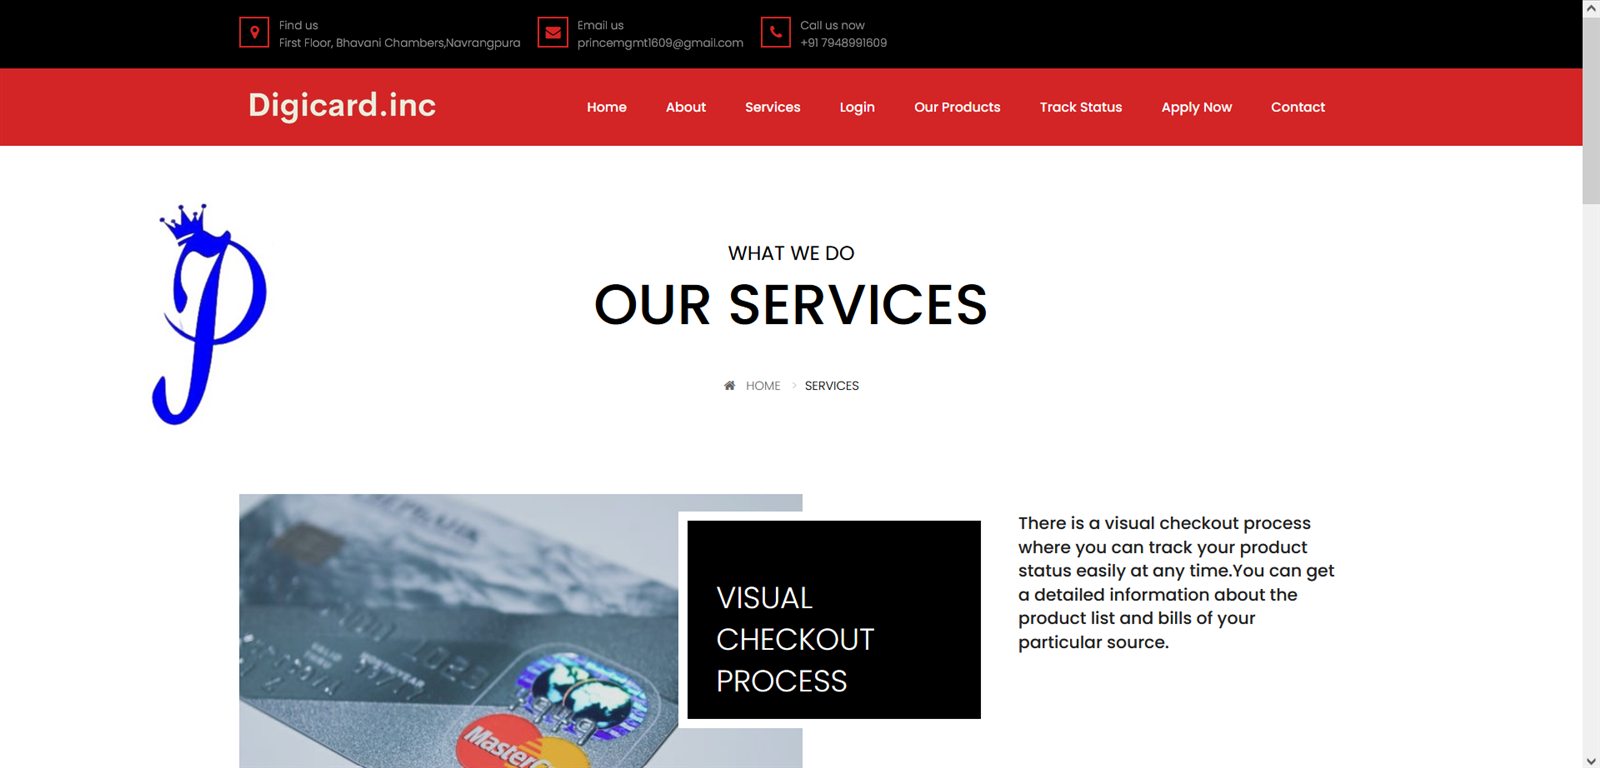 Find us
First Floor, Bhavani Chambers,Navrangpura
Email us
princemgmt1609@gmail.com
Call us now
+91 7948991609
Digicard.inc
Home
About
Services
Login
Our Products
Track Status
Apply Now
Contact
P
WHAT WE DO
OUR SERVICES
HOME
SERVICES
VISUAL
CHECKOUT
PROCESS
There is a visual checkout process
where you can track your product
status easily at any time.You can get
a detailed information about the
product list and bills of your
particular source.